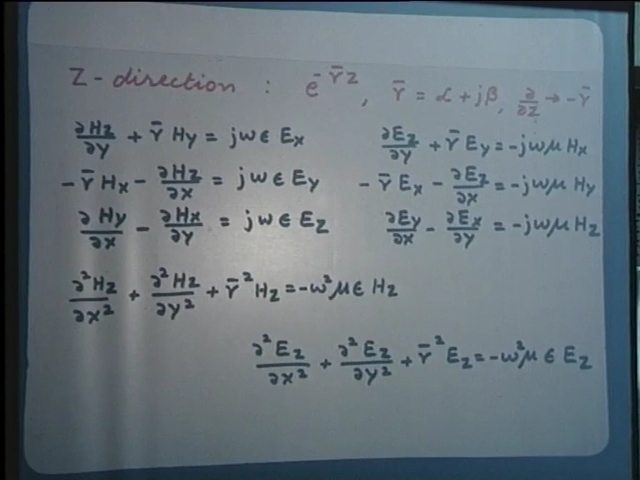 Z-direction : e^{-γ̄z}, γ̄ = α + jβ, ∂/∂z → -γ̄
∂Hz/∂y + γ̄ Hy = jωϵ Ex
∂Ez/∂y + γ̄ Ey = -jωμ Hx
-γ̄ Hx - ∂Hz/∂x = jωϵ Ey
-γ̄ Ex - ∂Ez/∂x = -jωμ Hy
∂Hy/∂x - ∂Hx/∂y = jωϵ Ez
∂Ey/∂x - ∂Ex/∂y = -jωμ Hz
∂²Hz/∂x² + ∂²Hz/∂y² + γ̄² Hz = -ω²μϵ Hz
∂²Ez/∂x² + ∂²Ez/∂y² + γ̄² Ez = -ω²μϵ Ez